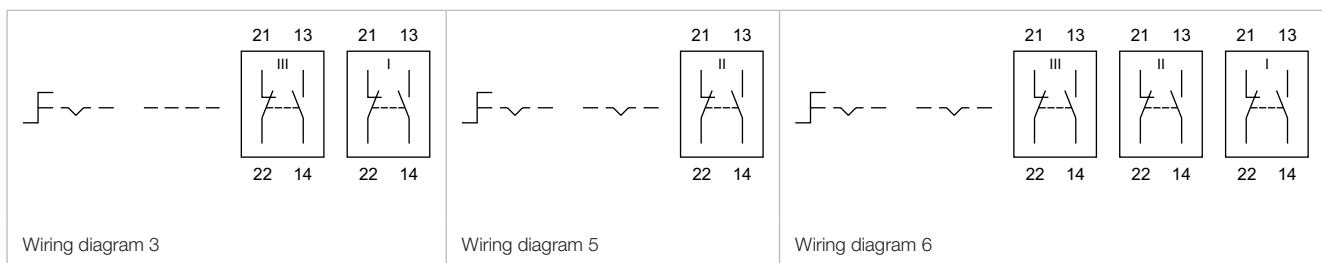 21 13 21 13 21 13 21 13 21 13 21 13
III I II III II I
22 14 22 14 22 14 22 14 22 14 22 14
Wiring diagram 3 Wiring diagram 5 Wiring diagram 6